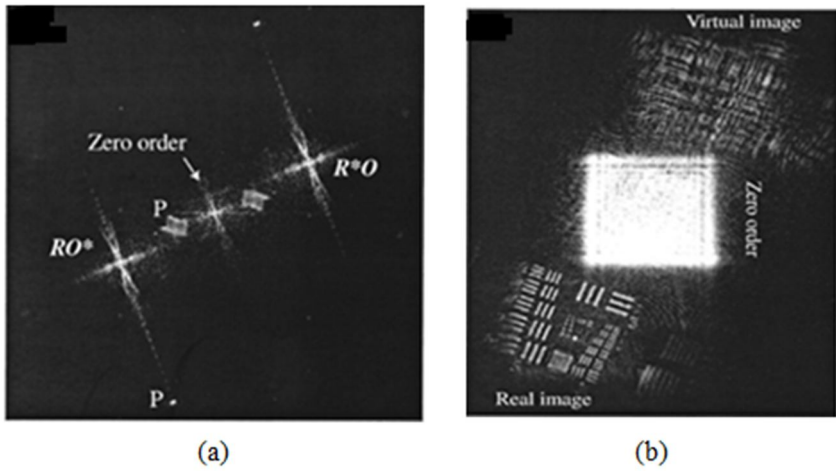 Zero order
R*O
P
RO*
P
(a)
Virtual image
Zero order
Real image
(b)